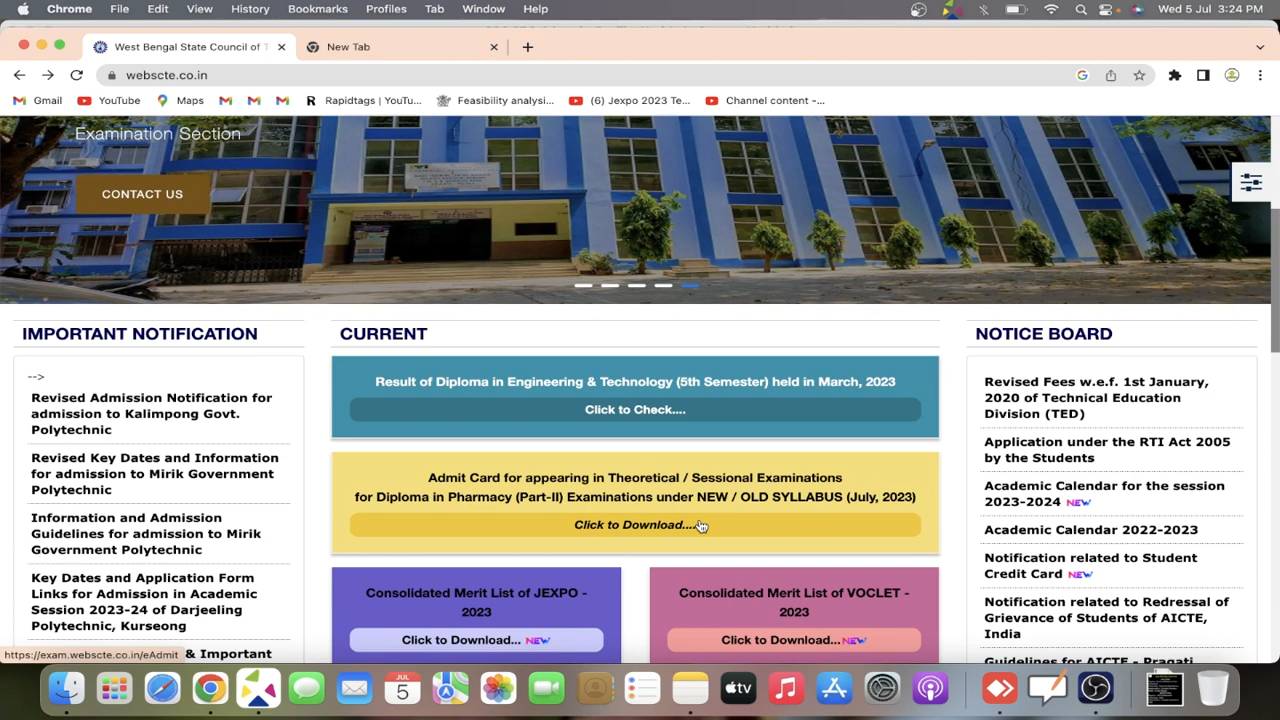 Chrome File Edit View History Bookmarks Profiles Tab Window Help
Wed 5 Jul 3:24 PM
West Bengal State Council of T
New Tab
webscte.co.in
Gmail YouTube Maps Rapidtags | YouTu... Feasibility analysi... (6) Jexpo 2023 Te... Channel content -...
Examination Section
CONTACT US
IMPORTANT NOTIFICATION
-->
Revised Admission Notification for
admission to Kalimpong Govt.
Polytechnic
Revised Key Dates and Information
for admission to Mirik Government
Polytechnic
Information and Admission
Guidelines for admission to Mirik
Government Polytechnic
Key Dates and Application Form
Links for Admission in Academic
Session 2023-24 of Darjeeling
Polytechnic, Kurseong
& Important
https://exam.webscte.co.in/eAdmit
CURRENT
Result of Diploma in Engineering & Technology (5th Semester) held in March, 2023
Click to Check....
Admit Card for appearing in Theoretical / Sessional Examinations
for Diploma in Pharmacy (Part-II) Examinations under NEW / OLD SYLLABUS (July, 2023)
Click to Download....
Consolidated Merit List of JEXPO -
2023
Click to Download... NEW
Consolidated Merit List of VOCLET -
2023
Click to Download... NEW
NOTICE BOARD
Revised Fees w.e.f. 1st January,
2020 of Technical Education
Division (TED)
Application under the RTI Act 2005
by the Students
Academic Calendar for the session
2023-2024 NEW
Academic Calendar 2022-2023
Notification related to Student
Credit Card NEW
Notification related to Redressal of
Grievance of Students of AICTE,
India
Guidelines for AICTE - Pragati
JUL
5
tv